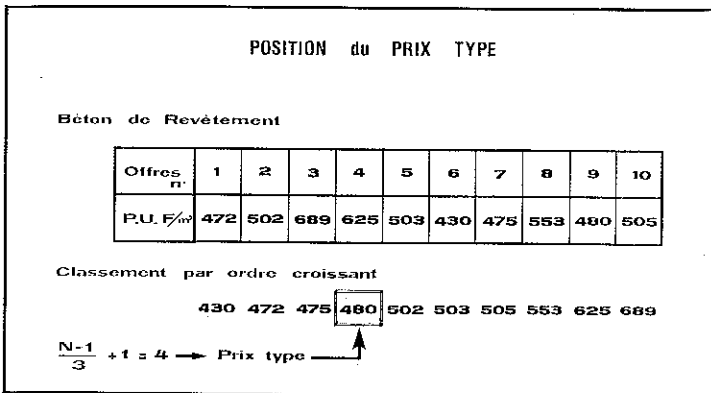 POSITION du PRIX TYPE
Béton de Revêtement
Offres n° 1 2 3 4 5 6 7 8 9 10
P.U. F/m³ 472 502 689 625 503 430 475 553 480 505
Classement par ordre croissant
430 472 475 480 502 503 505 553 625 689
N-1
3
+1 = 4 → Prix type